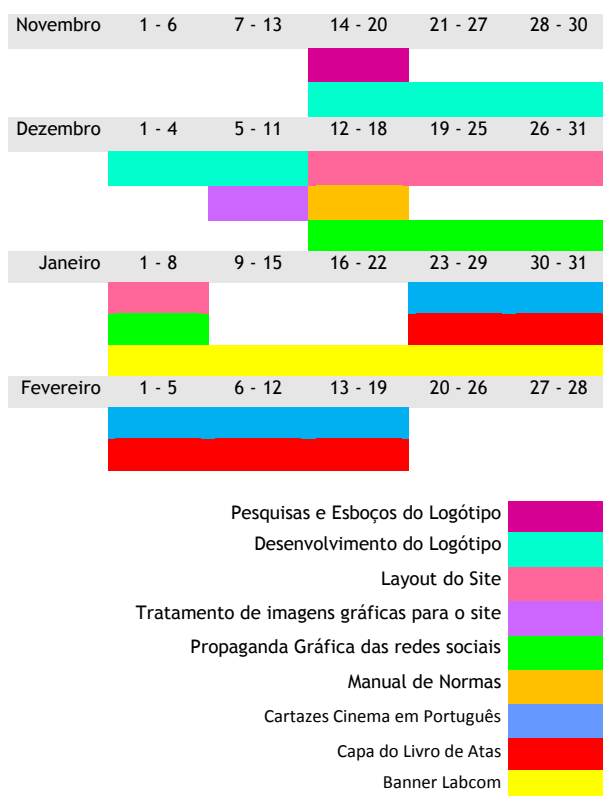 Novembro 1 - 6 7 - 13 14 - 20 21 - 27 28 - 30
Dezembro 1 - 4 5 - 11 12 - 18 19 - 25 26 - 31
Janeiro 1 - 8 9 - 15 16 - 22 23 - 29 30 - 31
Fevereiro 1 - 5 6 - 12 13 - 19 20 - 26 27 - 28
Pesquisas e Esboços do Logótipo
Desenvolvimento do Logótipo
Layout do Site
Tratamento de imagens gráficas para o site
Propaganda Gráfica das redes sociais
Manual de Normas
Cartazes Cinema em Português
Capa do Livro de Atas
Banner Labcom